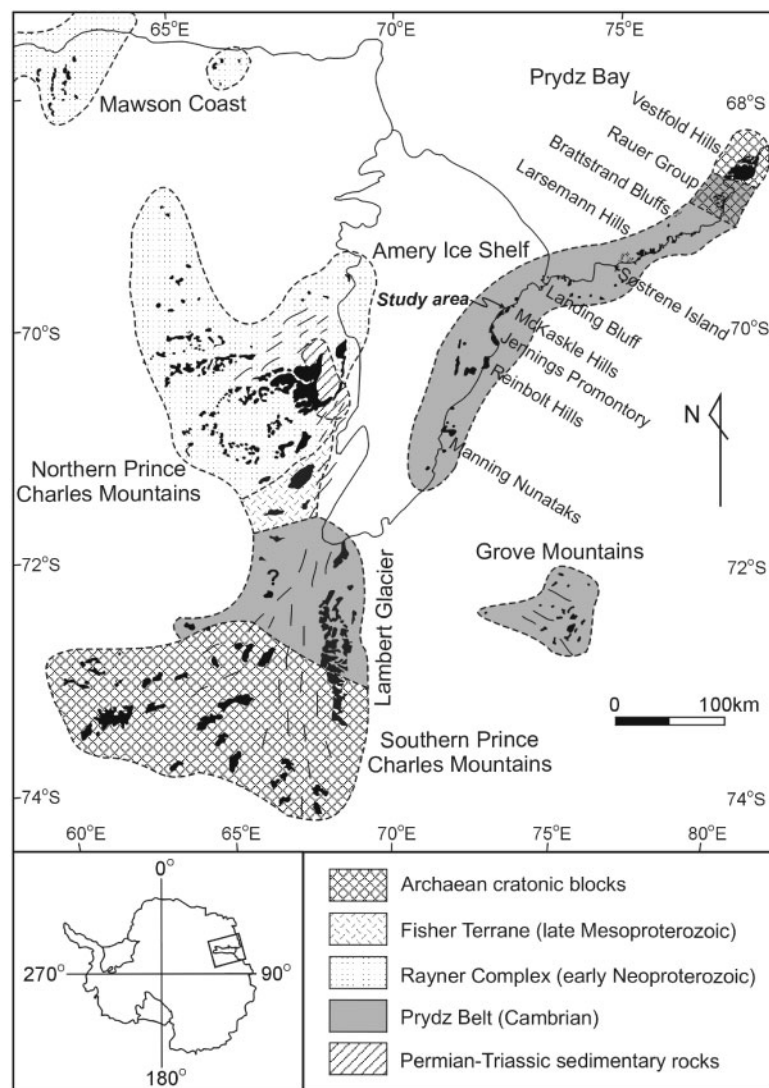 65°E
70°E
75°E
Prydz Bay
68°S
Mawson Coast
Vestfold Hills
Rauer Group
Brattstrand Bluffs
Larsemann Hills
Amery Ice Shelf
Study area
Søstrene Island
70°S
70°S
Landing Bluff
McKaskle Hills
Jennings Promontory
Reinbolt Hills
N
Manning Nunataks
Northern Prince
Charles Mountains
72°S
?
Lambert Glacier
Grove Mountains
72°S
0
100km
Southern Prince
Charles Mountains
74°S
74°S
60°E
65°E
70°E
75°E
80°E
0°
270°
90°
180°
Archaean cratonic blocks
Fisher Terrane (late Mesoproterozoic)
Rayner Complex (early Neoproterozoic)
Prydz Belt (Cambrian)
Permian-Triassic sedimentary rocks